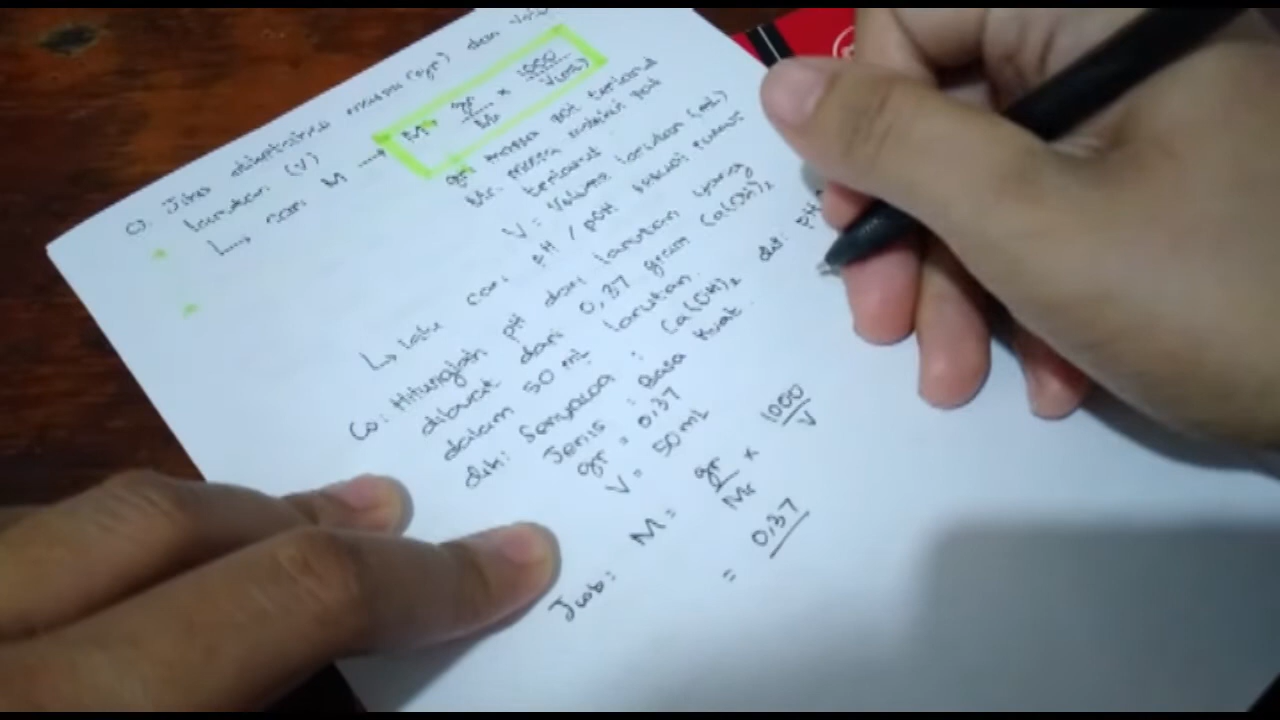 Jika diketahui massa (gr) dan
larutan (V)
↳ cari M → M = gr/Mr × 1000/V(mL)
gr: massa zat terlarut
Mr: massa molekul zat
terlarut
V = Volume larutan (mL)
↳ lalu cari pH / pOH sesuai rumus
Co: Hitunglah pH dari larutan yang
dibuat dari 0,37 gram Ca(OH)2
dalam 50 mL larutan.
dik: Senyawa : Ca(OH)2 dit: pH
Jenis : Basa kuat.
gr = 0,37
V = 50 mL
Jwb: M = gr/Mr × 1000/V
= 0,37